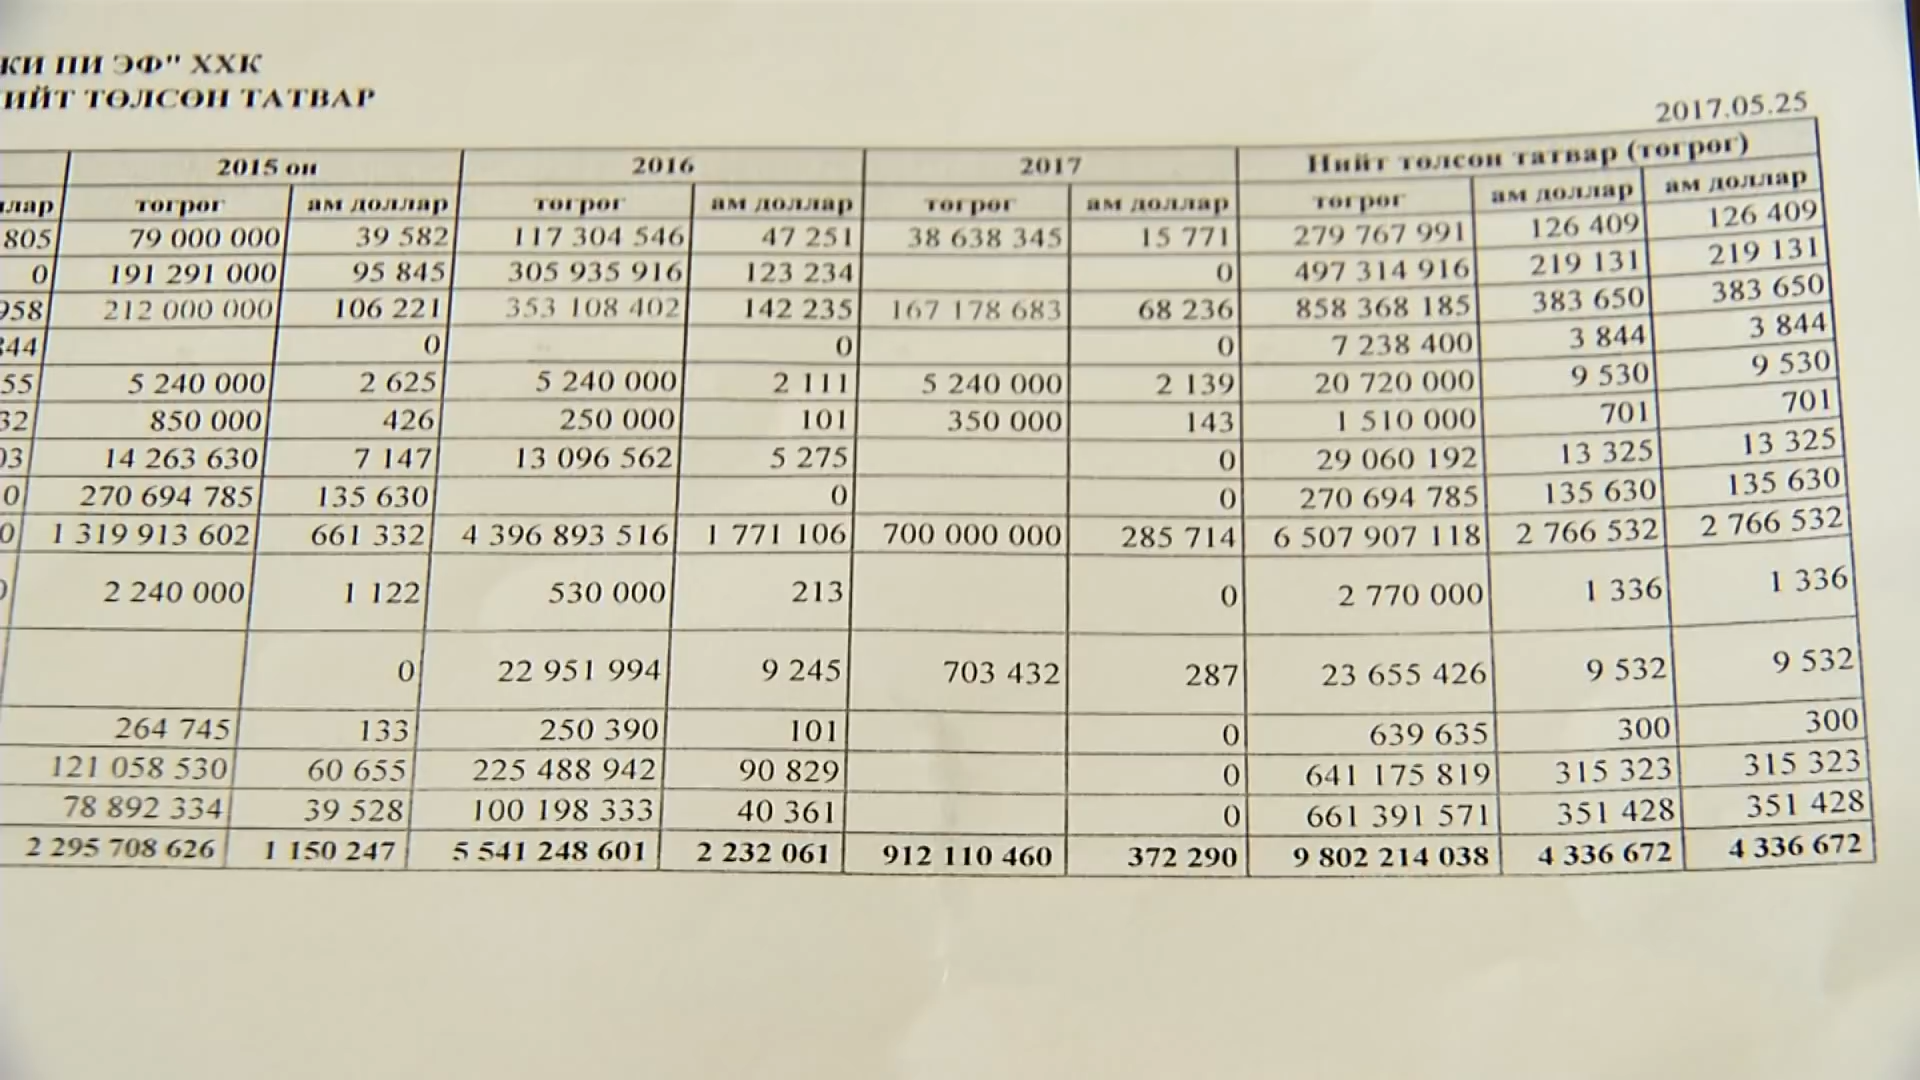 КИ ПИ ЭФ" ХХК
ИЙТ ТӨЛСӨН ТАТВАР
2017.05.25
2015 он 2016 2017 Нийт төлсөн татвар (төгрөг)
ллар төгрөг ам доллар төгрөг ам доллар төгрөг ам доллар төгрөг ам доллар ам доллар
805 79 000 000 39 582 117 304 546 47 251 38 638 345 15 771 279 767 991 126 409 126 409
0 191 291 000 95 845 305 935 916 123 234 0 497 314 916 219 131 219 131
958 212 000 000 106 221 353 108 402 142 235 167 178 683 68 236 858 368 185 383 650 383 650
844 0 0 0 7 238 400 3 844 3 844
55 5 240 000 2 625 5 240 000 2 111 5 240 000 2 139 20 720 000 9 530 9 530
32 850 000 426 250 000 101 350 000 143 1 510 000 701 701
03 14 263 630 7 147 13 096 562 5 275 0 29 060 192 13 325 13 325
0 270 694 785 135 630 0 0 270 694 785 135 630 135 630
0 1 319 913 602 661 332 4 396 893 516 1 771 106 700 000 000 285 714 6 507 907 118 2 766 532 2 766 532
0 2 240 000 1 122 530 000 213 0 2 770 000 1 336 1 336
0 22 951 994 9 245 703 432 287 23 655 426 9 532 9 532
264 745 133 250 390 101 0 639 635 300 300
121 058 530 60 655 225 488 942 90 829 0 641 175 819 315 323 315 323
78 892 334 39 528 100 198 333 40 361 0 661 391 571 351 428 351 428
2 295 708 626 1 150 247 5 541 248 601 2 232 061 912 110 460 372 290 9 802 214 038 4 336 672 4 336 672